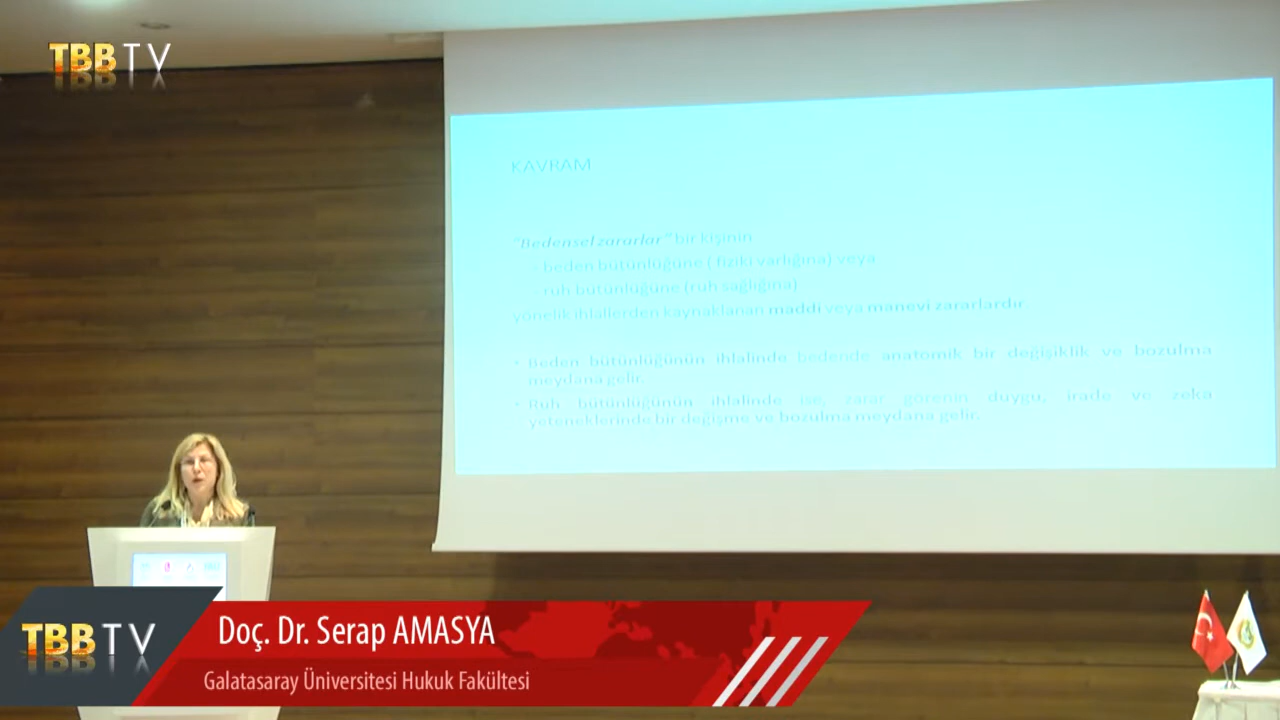 TBB TV
KAVRAM
"Bedensel zararlar" bir kişinin
- beden bütünlüğüne ( fiziki varlığına) veya
- ruh bütünlüğüne (ruh sağlığına)
yönelik ihlallerden kaynaklanan maddi veya manevi zararlardır.
• Beden bütünlüğünün ihlalinde bedende anatomik bir değişiklik ve bozulma
meydana gelir.
• Ruh bütünlüğünün ihlalinde ise, zarar görenin duygu, irade ve zeka
yeteneklerinde bir değişme ve bozulma meydana gelir.
TBB TV
Doç. Dr. Serap AMASYA
Galatasaray Üniversitesi Hukuk Fakültesi